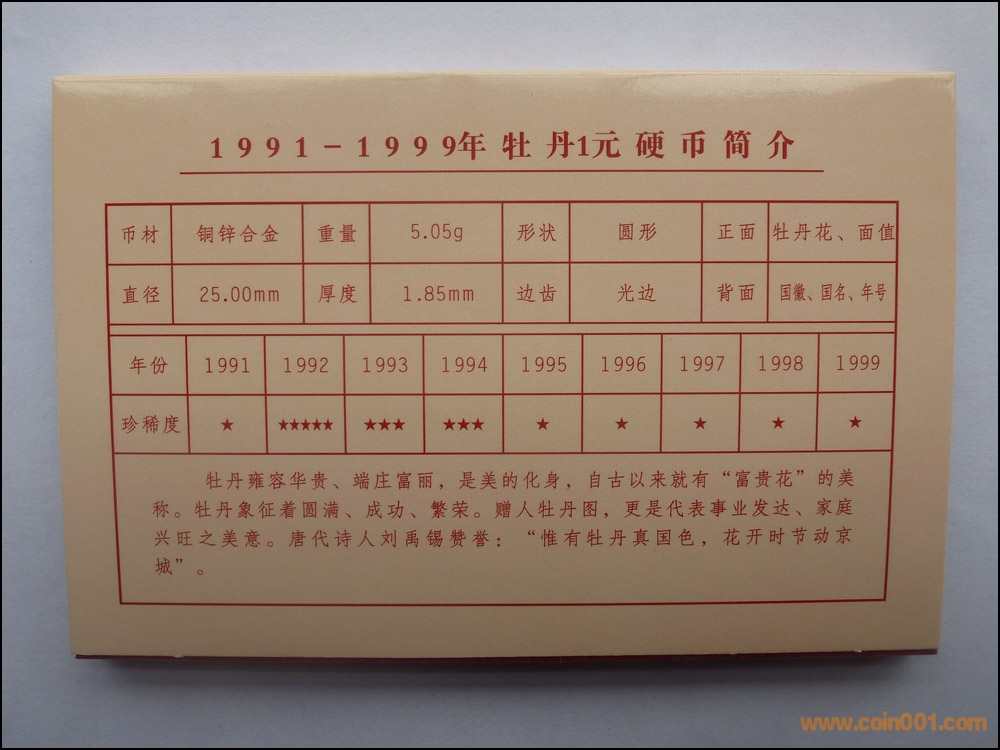 1991-1999年牡丹1元硬币简介
币材 铜锌合金 重量 5.05g 形状 圆形 正面 牡丹花、面值
直径 25.00mm 厚度 1.85mm 边齿 光边 背面 国徽、国名、年号
年份 1991 1992 1993 1994 1995 1996 1997 1998 1999
珍稀度 ★ ★★★★★ ★★★ ★★★ ★ ★ ★ ★ ★
牡丹雍容华贵、端庄富丽，是美的化身，自古以来就有“富贵花”的美
称。牡丹象征着圆满、成功、繁荣。赠人牡丹图，更是代表事业发达、家庭
兴旺之美意。唐代诗人刘禹锡赞誉：“惟有牡丹真国色，花开时节动京
城”。
www.coin001.com